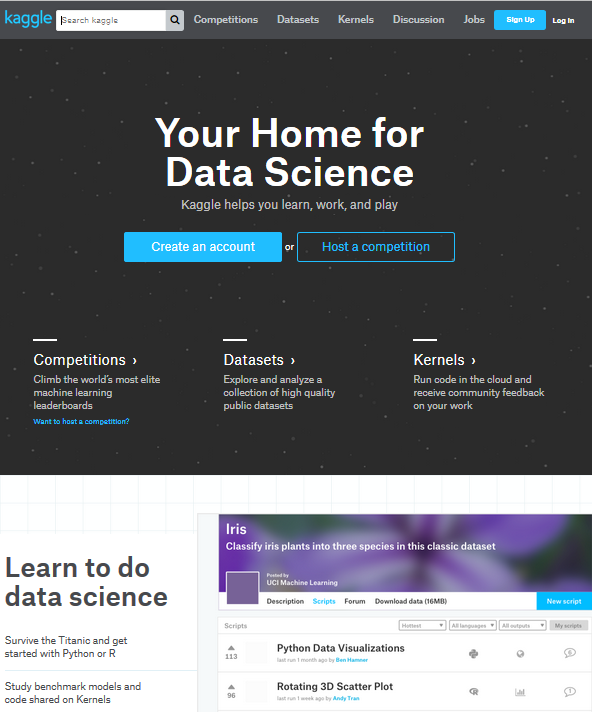 kaggle Search kaggle Competitions Datasets Kernels Discussion Jobs Sign Up Log In
Your Home for
Data Science
Kaggle helps you learn, work, and play
Create an account or Host a competition
Competitions ›
Climb the world's most elite
machine learning
leaderboards
Want to host a competition?
Datasets ›
Explore and analyze a
collection of high quality
public datasets
Kernels ›
Run code in the cloud and
receive community feedback
on your work
Learn to do
data science
Survive the Titanic and get
started with Python or R
Study benchmark models and
code shared on Kernels
Iris
Classify iris plants into three species in this classic dataset
Posted by
UCI Machine Learning
Description Scripts Forum Download data (16MB) New script
Scripts Hottest All languages All outputs My scripts
113 Python Data Visualizations 6
last run 1 month ago by Ben Hamner
96 Rotating 3D Scatter Plot R 1
last run 1 week ago by Andy Tran